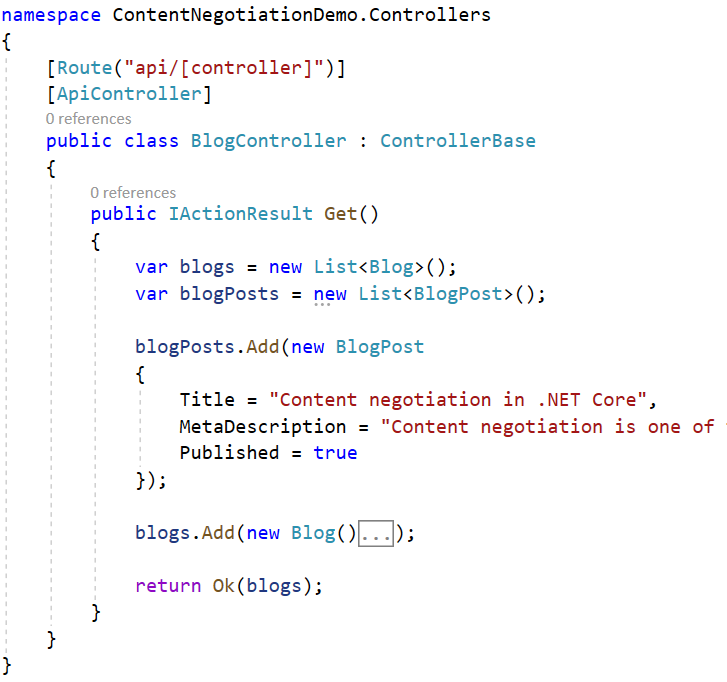 namespace ContentNegotiationDemo.Controllers
{
[Route("api/[controller]")]
[ApiController]
0 references
public class BlogController : ControllerBase
{
0 references
public IActionResult Get()
{
var blogs = new List<Blog>();
var blogPosts = new List<BlogPost>();
blogPosts.Add(new BlogPost
{
Title = "Content negotiation in .NET Core",
MetaDescription = "Content negotiation is one of
Published = true
});
blogs.Add(new Blog()...);
return Ok(blogs);
}
}
}